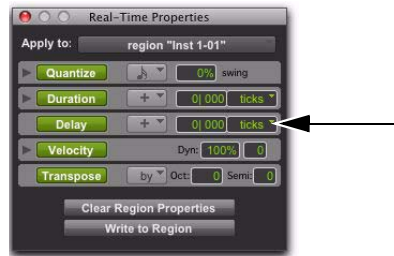 Real-Time Properties
Apply to: region "Inst 1-01"
Quantize 0% swing
Duration + 0| 000 ticks
Delay + 0| 000 ticks
Velocity Dyn: 100% 0
Transpose by Oct: 0 Semi: 0
Clear Region Properties
Write to Region